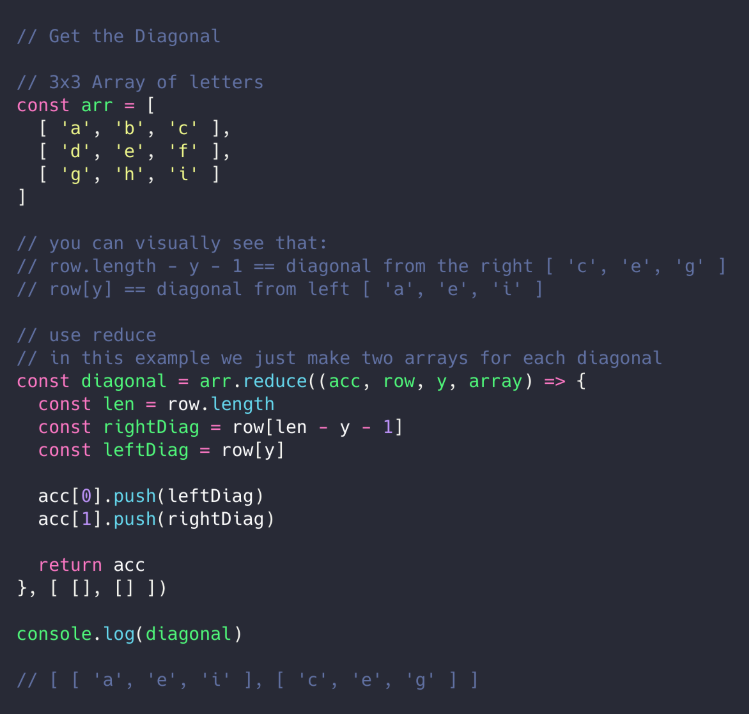 // Get the Diagonal
// 3x3 Array of letters
const arr = [
  [ 'a', 'b', 'c' ],
  [ 'd', 'e', 'f' ],
  [ 'g', 'h', 'i' ]
]
// you can visually see that:
// row.length - y - 1 == diagonal from the right [ 'c', 'e', 'g' ]
// row[y] == diagonal from left [ 'a', 'e', 'i' ]
// use reduce
// in this example we just make two arrays for each diagonal
const diagonal = arr.reduce((acc, row, y, array) => {
  const len = row.length
  const rightDiag = row[len - y - 1]
  const leftDiag = row[y]
  acc[0].push(leftDiag)
  acc[1].push(rightDiag)
  return acc
}, [ [], [] ])
console.log(diagonal)
// [ [ 'a', 'e', 'i' ], [ 'c', 'e', 'g' ] ]